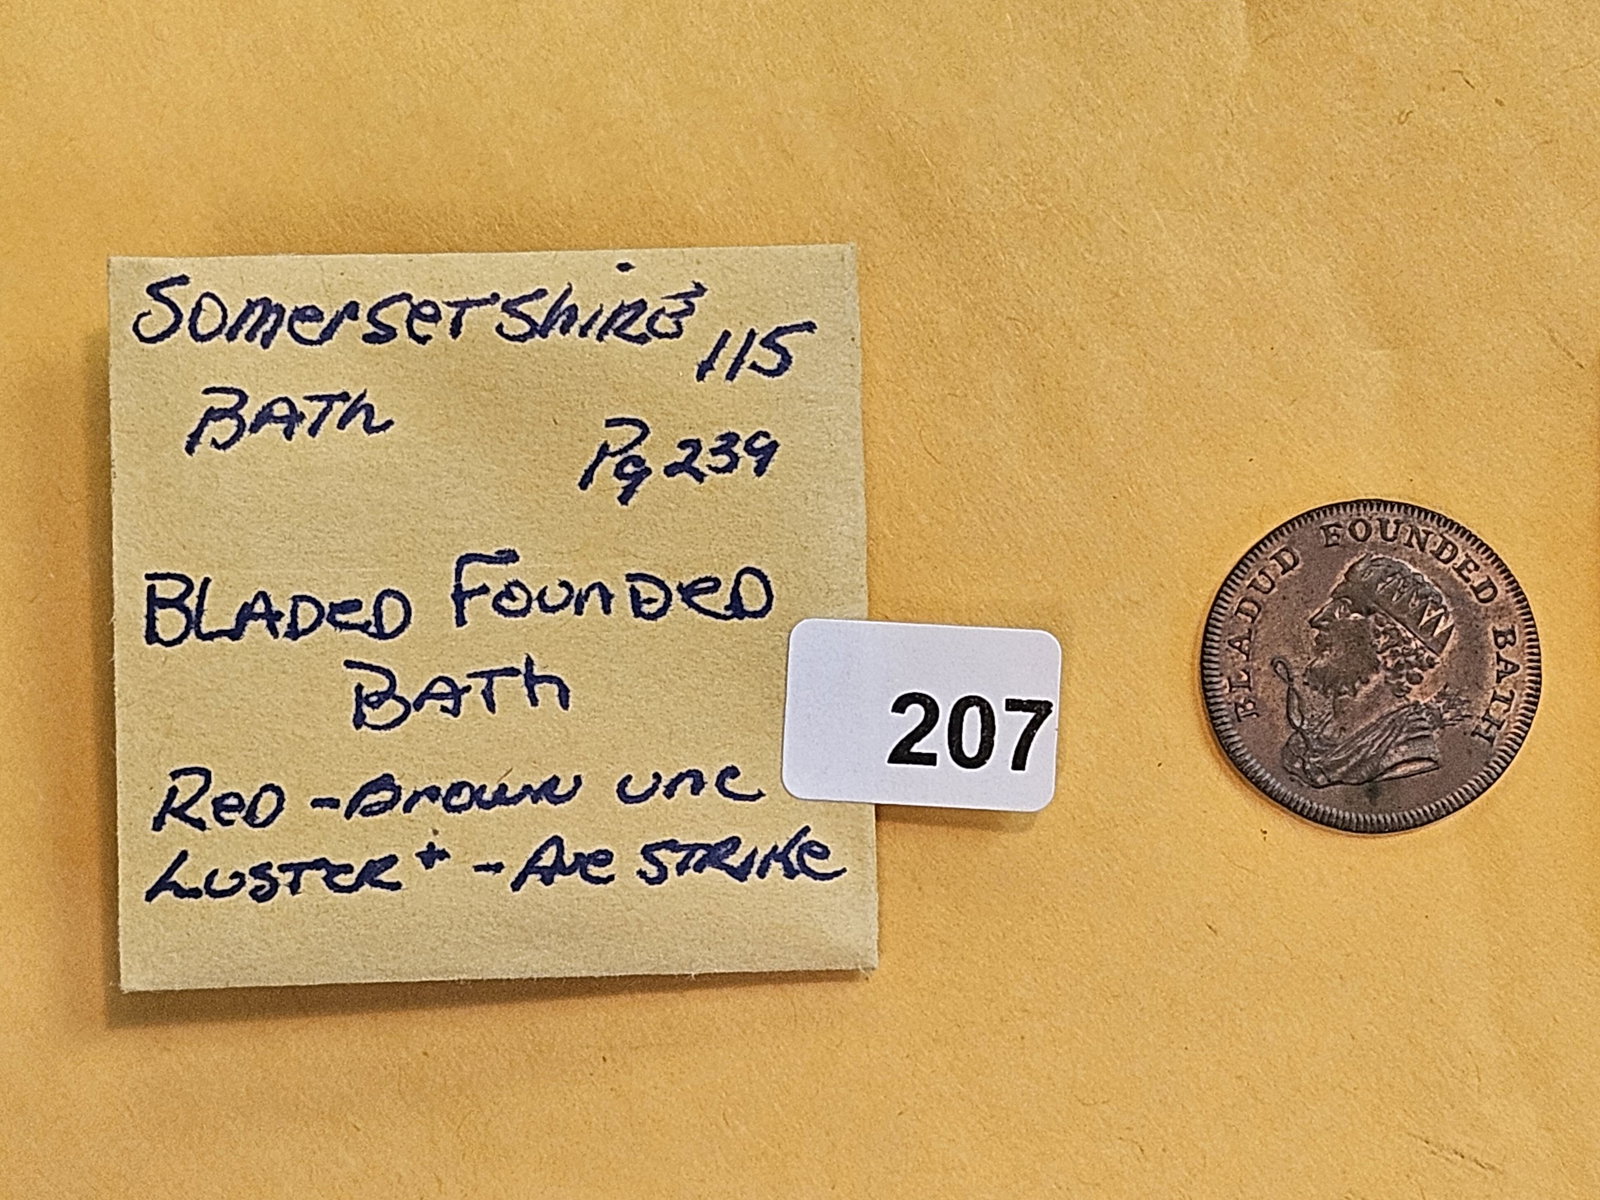 Somersetshire 115
Bath Pg 239
Bladed Founded
Bath
Red-Brown unc
Luster+ - Ave strike
207
BLADUD FOUNDED BATH